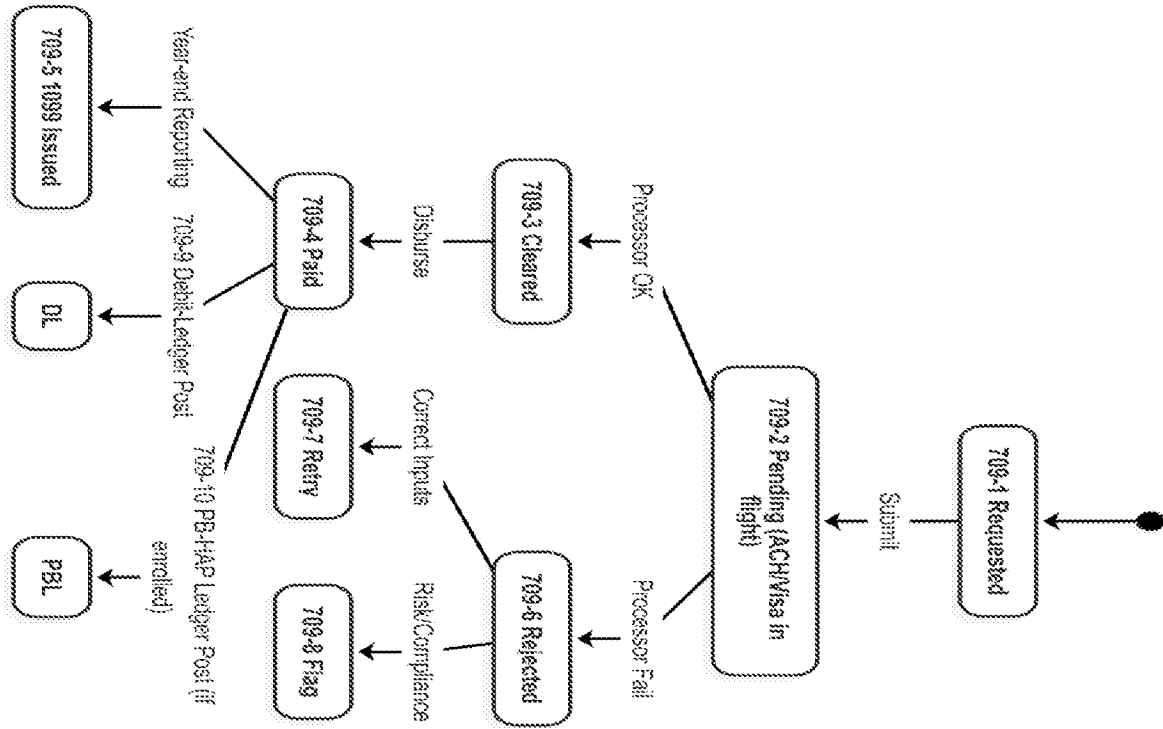 709-1 Requested
Submit
709-2 Pending (ACH/Visa in
flight)
Processor OK
Processor Fail
709-3 Cleared
709-6 Rejected
Disburse
Correct Inputs
Risk/Compliance
709-4 Paid
709-7 Retry
709-8 Flag
Year-end Reporting
709-9 Debit-Ledger Post
709-10 PB-HAP Ledger Post (if
enrolled)
709-5 1099 Issued
DL
PBL